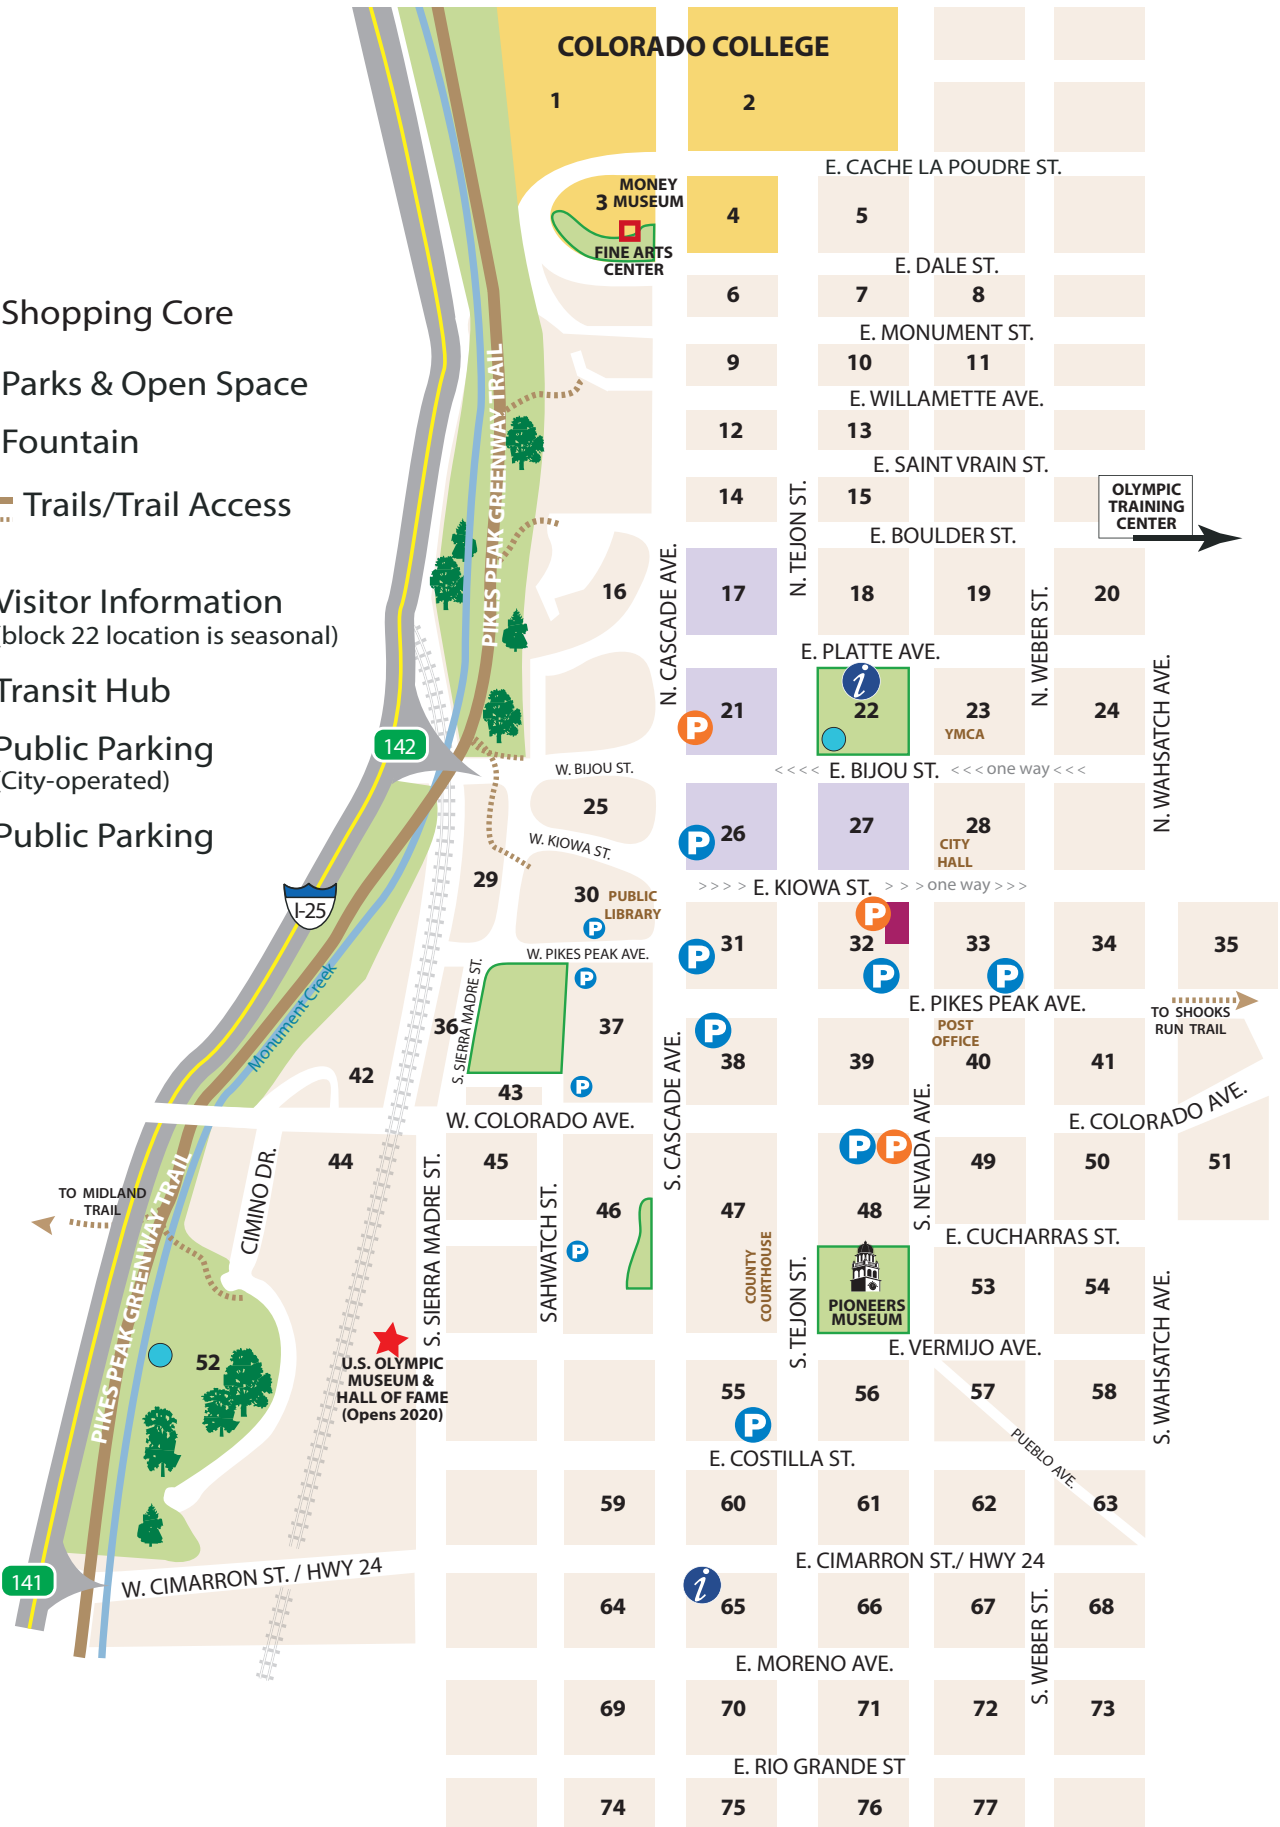 COLORADO COLLEGE
1
2
E. CACHE LA POUDRE ST.
MONEY
3 MUSEUM
4
5
FINE ARTS
CENTER
E. DALE ST.
6
7
8
Shopping Core
E. MONUMENT ST.
9
10
11
Parks & Open Space
E. WILLAMETTE AVE.
12
13
Fountain
E. SAINT VRAIN ST.
14
15
Trails/Trail Access
PIKES PEAK GREENWAY TRAIL
N. TEJON ST.
OLYMPIC
TRAINING
CENTER
E. BOULDER ST.
16
N. CASCADE AVE.
17
18
19
N. WEBER ST.
20
Visitor Information
(block 22 location is seasonal)
E. PLATTE AVE.
i
Transit Hub
P
21
22
23
YMCA
24
N. WAHSATCH AVE.
Public Parking
(City-operated)
142
W. BIJOU ST.
<<<< E. BIJOU ST. <<< one way <<<
Public Parking
25
W. KIOWA ST.
P
26
27
28
CITY
HALL
29
30 PUBLIC
LIBRARY
P
>>>> E. KIOWA ST. >>> one way >>>
I-25
P
31
P
32
P
33
P
34
35
W. PIKES PEAK AVE.
E. PIKES PEAK AVE.
TO SHOOKS
RUN TRAIL
Monument Creek
S. SIERRA MADRE ST.
P
36
37
P
38
39
POST
OFFICE
40
41
42
43
P
S. CASCADE AVE.
S. NEVADA AVE.
W. COLORADO AVE.
E. COLORADO AVE.
CIMINO DR.
44
45
46
47
P P
48
49
50
51
TO MIDLAND
TRAIL
PIKES PEAK GREENWAY TRAIL
S. SIERRA MADRE ST.
SAHWATCH ST.
P
COUNTY
COURTHOUSE
S. TEJON ST.
E. CUCHARRAS ST.
PIONEERS
MUSEUM
53
54
S. WAHSATCH AVE.
E. VERMIJO AVE.
52
U.S. OLYMPIC
MUSEUM &
HALL OF FAME
(Opens 2020)
55
P
56
57
58
PUEBLO AVE.
E. COSTILLA ST.
59
60
61
62
63
E. CIMARRON ST./ HWY 24
141
W. CIMARRON ST. / HWY 24
i
64
65
66
67
S. WEBER ST.
68
E. MORENO AVE.
69
70
71
72
73
E. RIO GRANDE ST
74
75
76
77